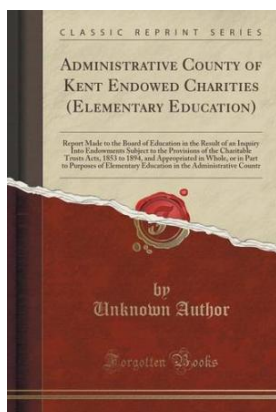 CLASSIC REPRINT SERIES
ADMINISTRATIVE COUNTY OF
KENT ENDOWED CHARITIES
(ELEMENTARY EDUCATION)
Report Made to the Board of Education in the Result of an Inquiry
Into Endowments Subject to the Provisions of the Charitable
Trusts Acts, 1853 to 1894, and Appropriated in Whole, or in Part
to Purposes of Elementary Education in the Administrative County
by
Unknown Author
Forgotten Books